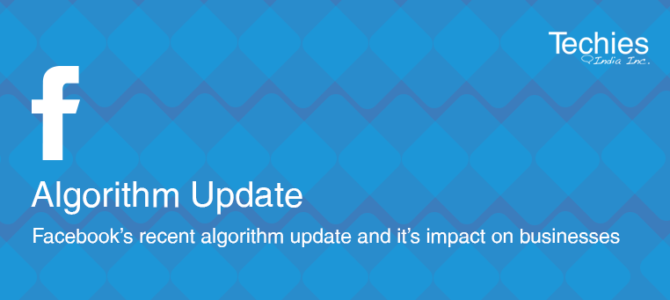 Techies
India Inc.
f
Algorithm Update
Facebook's recent algorithm update and it's impact on businesses